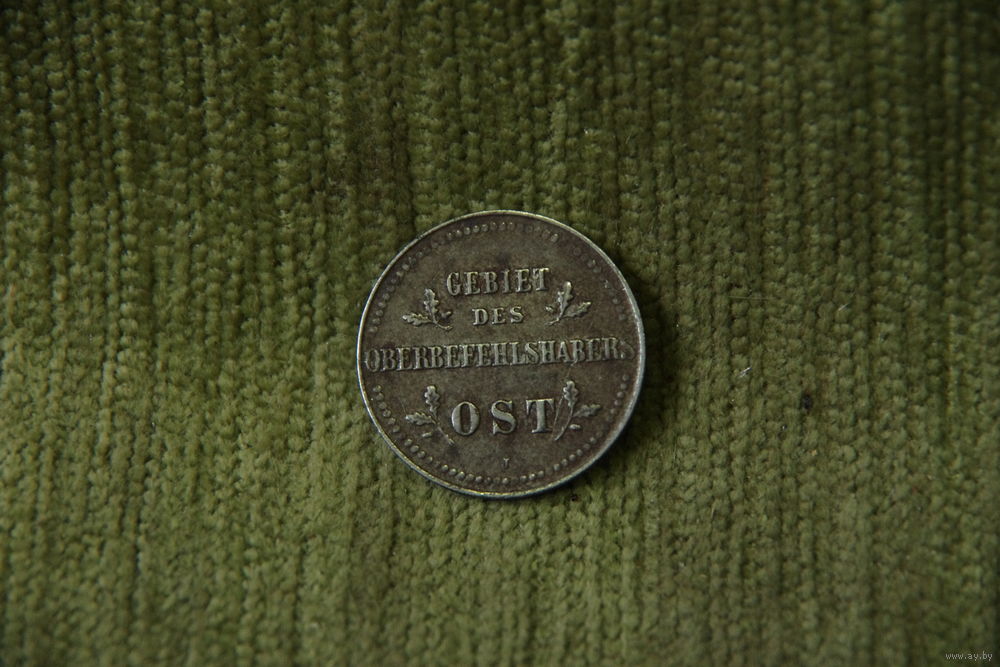 GEBIET
DES
OBERBEFEHLSHABERS
OST
J
www.ay.by